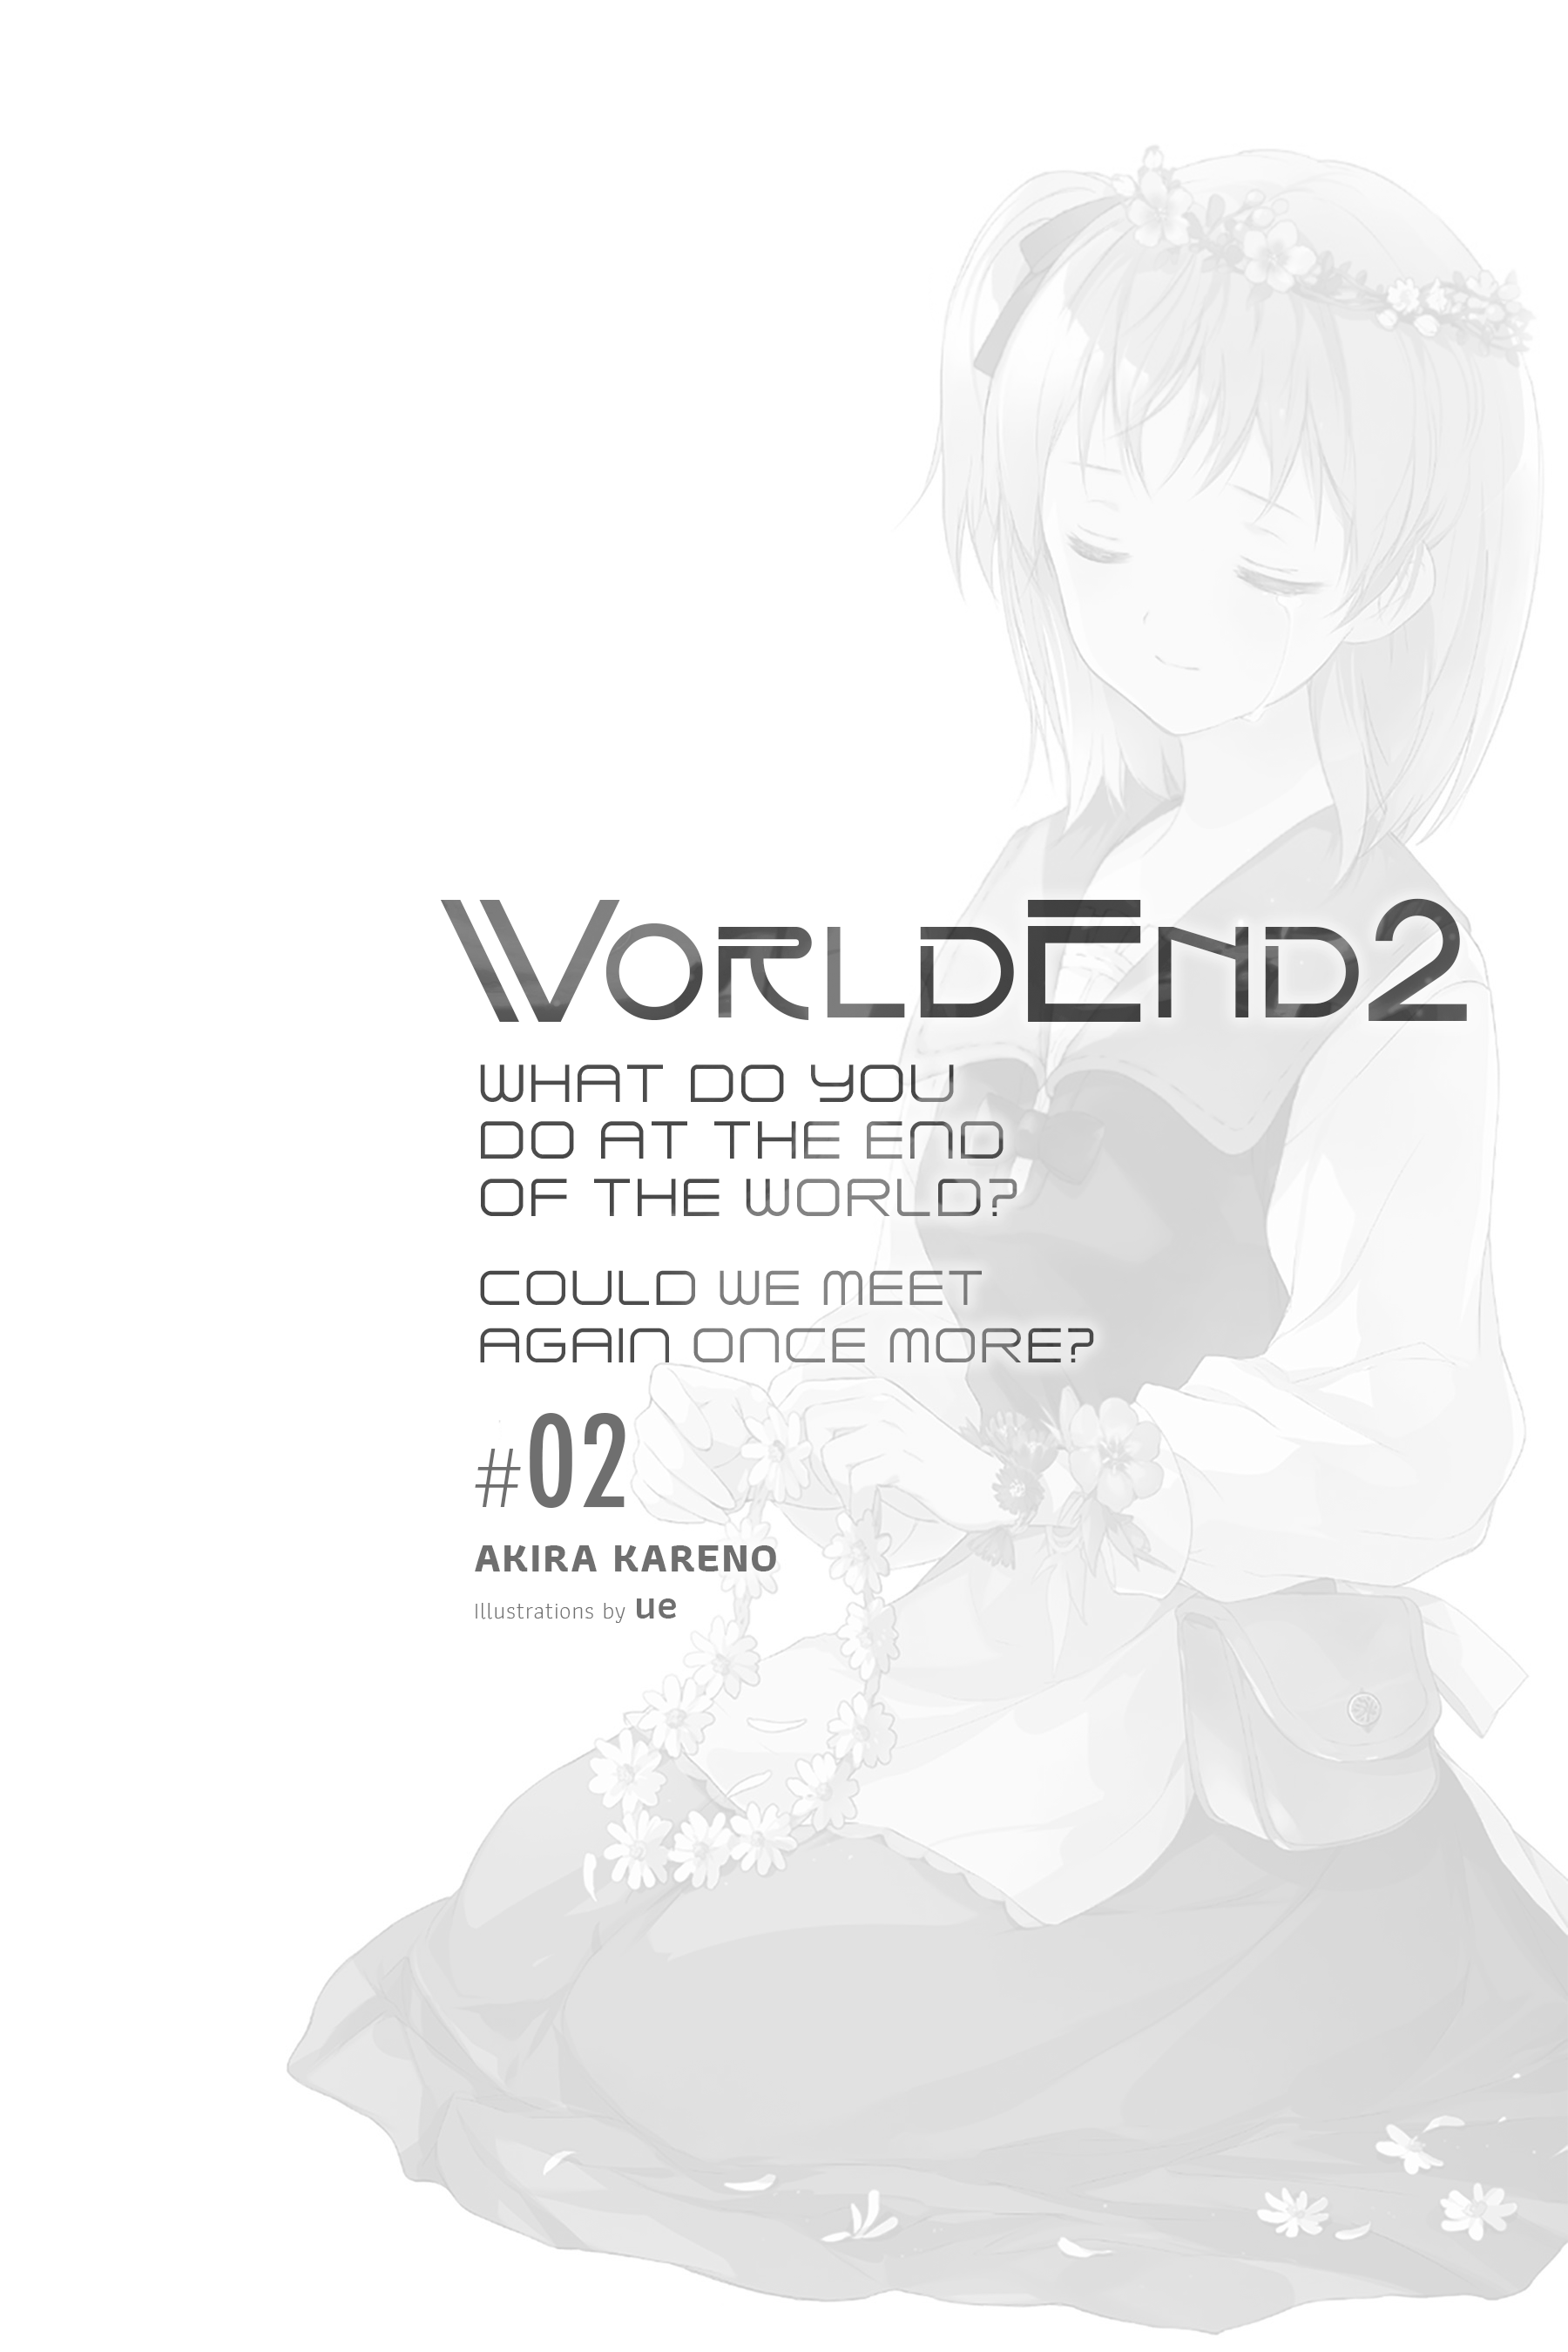 WORLDEND2
WHAT DO YOU
DO AT THE END
OF THE WORLD?
COULD WE MEET
AGAIN ONCE MORE?
#02
AKIRA KARENO
Illustrations by ue